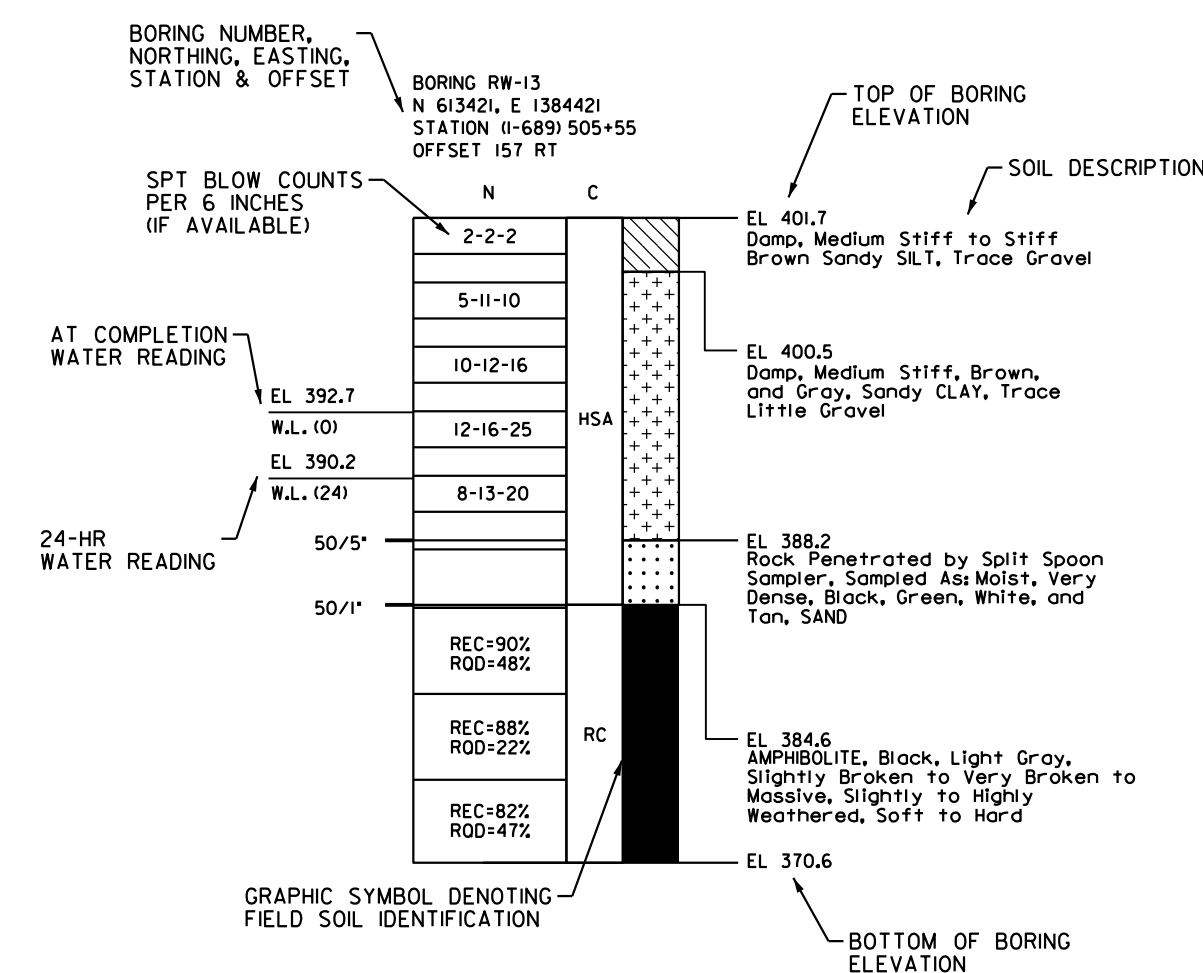 BORING NUMBER,
NORTHING, EASTING,
STATION & OFFSET
BORING RW-13
N 613421, E 1384421
STATION (I-689) 505+55
OFFSET 157 RT
TOP OF BORING
ELEVATION
SOIL DESCRIPTION
SPT BLOW COUNTS
PER 6 INCHES
(IF AVAILABLE)
N
C
2-2-2
5-11-10
10-12-16
12-16-25
8-13-20
50/5"
50/1"
REC=90%
RQD=48%
REC=88%
RQD=22%
REC=82%
RQD=47%
HSA
RC
AT COMPLETION
WATER READING
EL 392.7
W.L. (0)
EL 390.2
W.L. (24)
24-HR
WATER READING
EL 401.7
Damp, Medium Stiff to Stiff
Brown Sandy SILT, Trace Gravel
EL 400.5
Damp, Medium Stiff, Brown,
and Gray, Sandy CLAY, Trace
Little Gravel
EL 388.2
Rock Penetrated by Split Spoon
Sampler, Sampled As: Moist, Very
Dense, Black, Green, White, and
Tan, SAND
EL 384.6
AMPHIBOLITE, Black, Light Gray,
Slightly Broken to Very Broken to
Massive, Slightly to Highly
Weathered, Soft to Hard
EL 370.6
GRAPHIC SYMBOL DENOTING
FIELD SOIL IDENTIFICATION
BOTTOM OF BORING
ELEVATION